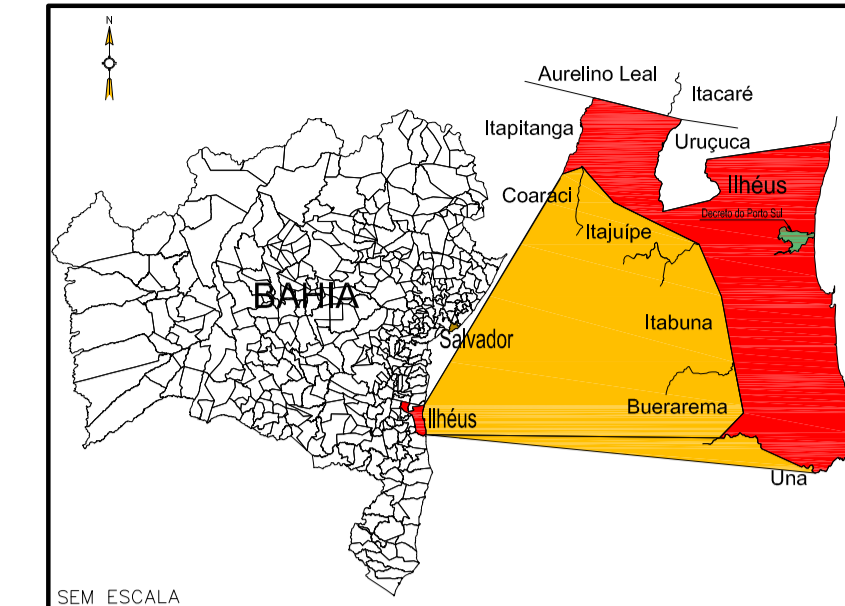 N
Aurelino Leal
Itacaré
Itapitanga
Uruçuca
Coaraci
Ilhéus
Decreto do Porto Sul
Itajuípe
BAHIA
Itabuna
Salvador
Buerarema
Ilhéus
Una
SEM ESCALA